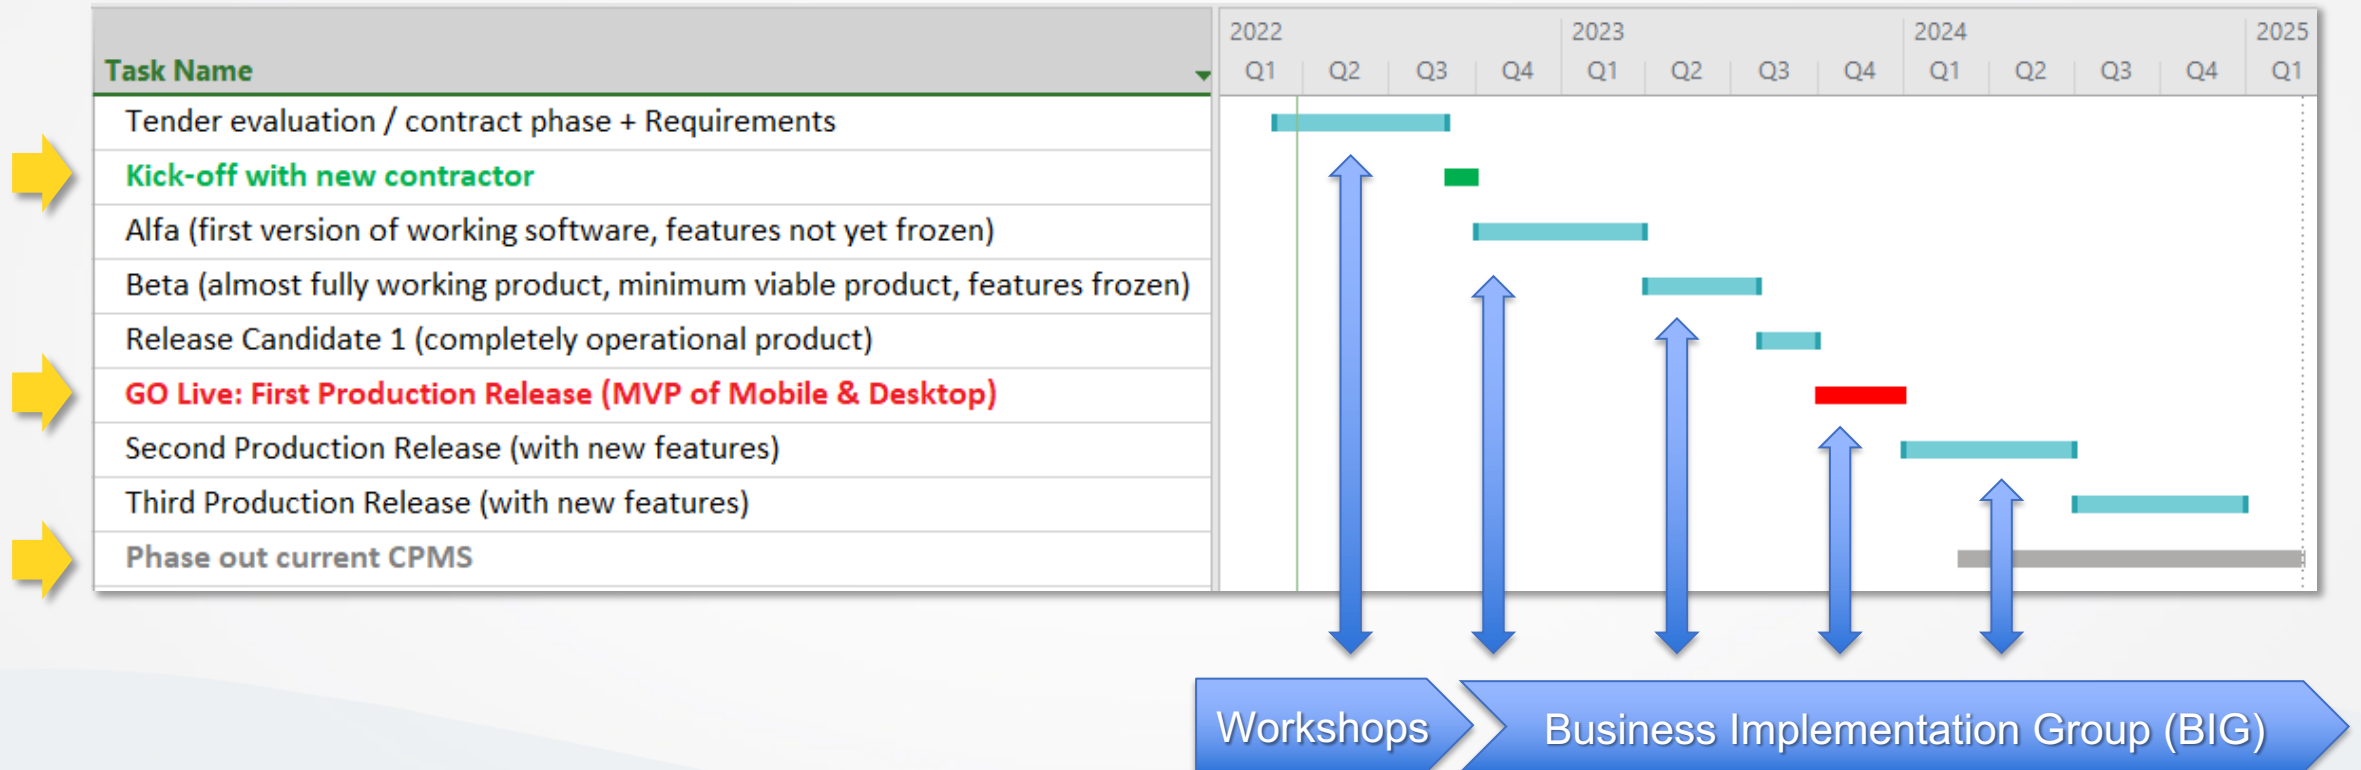 2022 2023 2024 2025
Task Name Q1 Q2 Q3 Q4 Q1 Q2 Q3 Q4 Q1 Q2 Q3 Q4 Q1
Tender evaluation / contract phase + Requirements
Kick-off with new contractor
Alfa (first version of working software, features not yet frozen)
Beta (almost fully working product, minimum viable product, features frozen)
Release Candidate 1 (completely operational product)
GO Live: First Production Release (MVP of Mobile & Desktop)
Second Production Release (with new features)
Third Production Release (with new features)
Phase out current CPMS
Workshops Business Implementation Group (BIG)